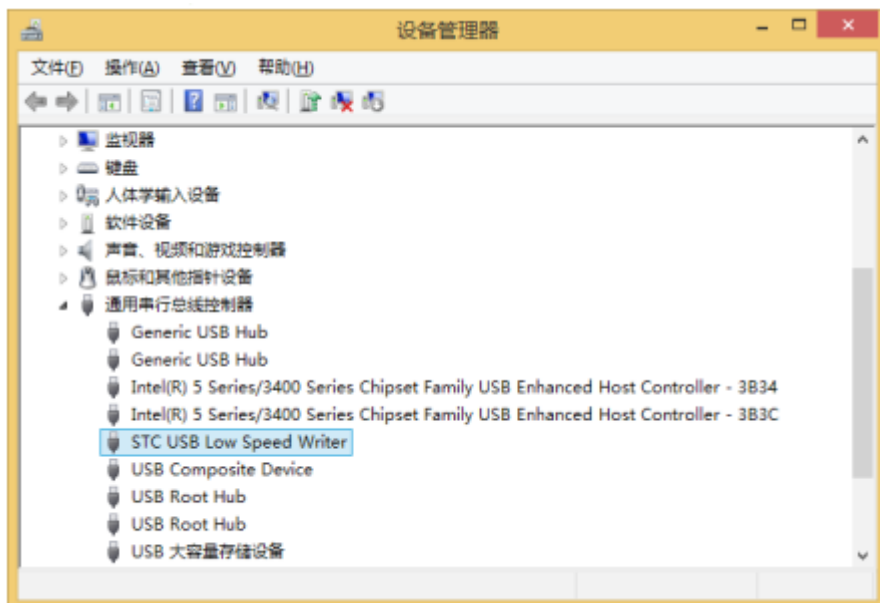 设备管理器
文件(F) 操作(A) 查看(V) 帮助(H)
监视器
键盘
人体学输入设备
软件设备
声音、视频和游戏控制器
鼠标和其他指针设备
通用串行总线控制器
Generic USB Hub
Generic USB Hub
Intel(R) 5 Series/3400 Series Chipset Family USB Enhanced Host Controller - 3B34
Intel(R) 5 Series/3400 Series Chipset Family USB Enhanced Host Controller - 3B3C
STC USB Low Speed Writer
USB Composite Device
USB Root Hub
USB Root Hub
USB 大容量存储设备